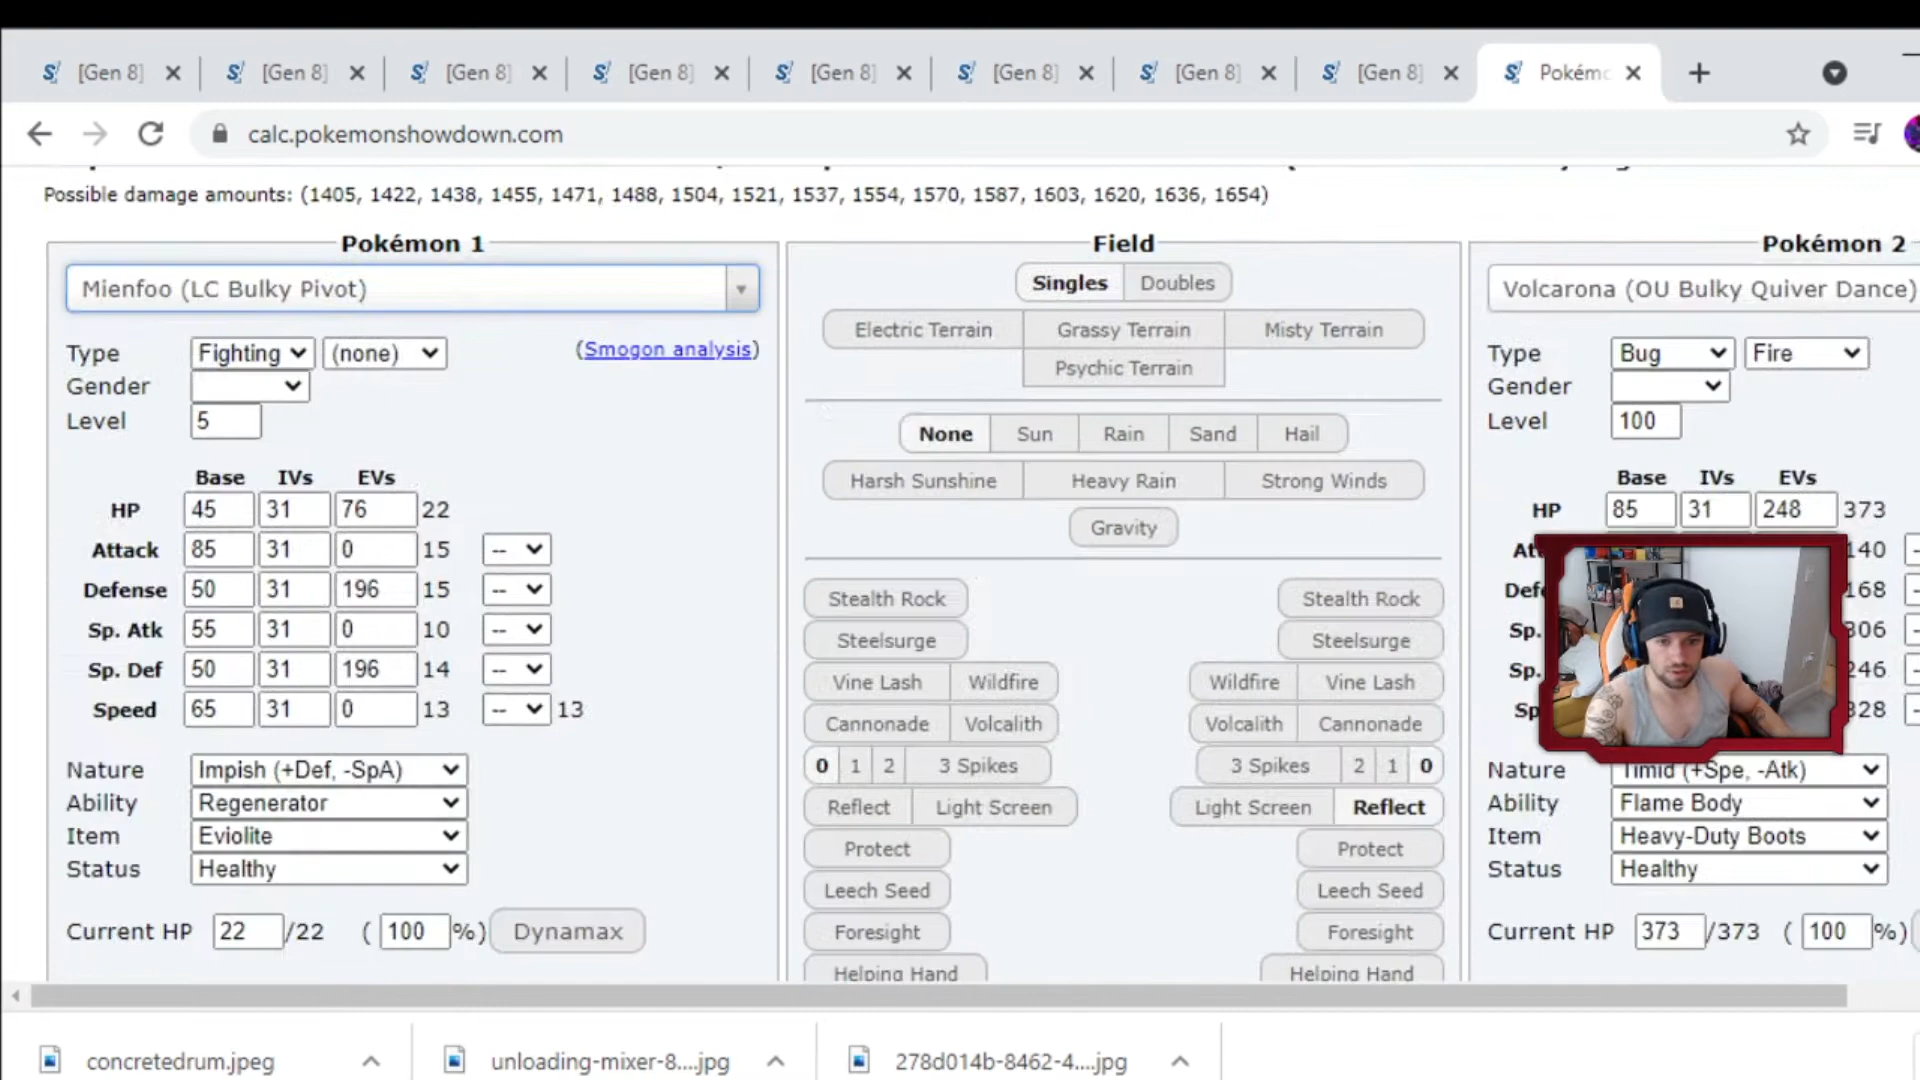 [Gen 8] [Gen 8] [Gen 8] [Gen 8] [Gen 8] [Gen 8] [Gen 8] [Gen 8] Pokémo
calc.pokemonshowdown.com
Possible damage amounts: (1405, 1422, 1438, 1455, 1471, 1488, 1504, 1521, 1537, 1554, 1570, 1587, 1603, 1620, 1636, 1654)
Pokémon 1
Mienfoo (LC Bulky Pivot)
Type Fighting (none) (Smogon analysis)
Gender
Level 5
Base IVs EVs
HP 45 31 76 22
Attack 85 31 0 15 --
Defense 50 31 196 15 --
Sp. Atk 55 31 0 10 --
Sp. Def 50 31 196 14 --
Speed 65 31 0 13 -- 13
Nature Impish (+Def, -SpA)
Ability Regenerator
Item Eviolite
Status Healthy
Current HP 22 /22 ( 100 %) Dynamax
Field
Singles Doubles
Electric Terrain Grassy Terrain Misty Terrain
Psychic Terrain
None Sun Rain Sand Hail
Harsh Sunshine Heavy Rain Strong Winds
Gravity
Stealth Rock Stealth Rock
Steelsurge Steelsurge
Vine Lash Wildfire Wildfire Vine Lash
Cannonade Volcalith Volcalith Cannonade
0 1 2 3 Spikes 3 Spikes 2 1 0
Reflect Light Screen Light Screen Reflect
Protect Protect
Leech Seed Leech Seed
Foresight Foresight
Helping Hand Helping Hand
Pokémon 2
Volcarona (OU Bulky Quiver Dance)
Type Bug Fire
Gender
Level 100
Base IVs EVs
HP 85 31 248 373
At 140
Def 168
Sp. 306
Sp. 246
Sp 328
Nature Timid (+Spe, -Atk)
Ability Flame Body
Item Heavy-Duty Boots
Status Healthy
Current HP 373 /373 ( 100 %)
concretedrum.jpeg unloading-mixer-8....jpg 278d014b-8462-4....jpg